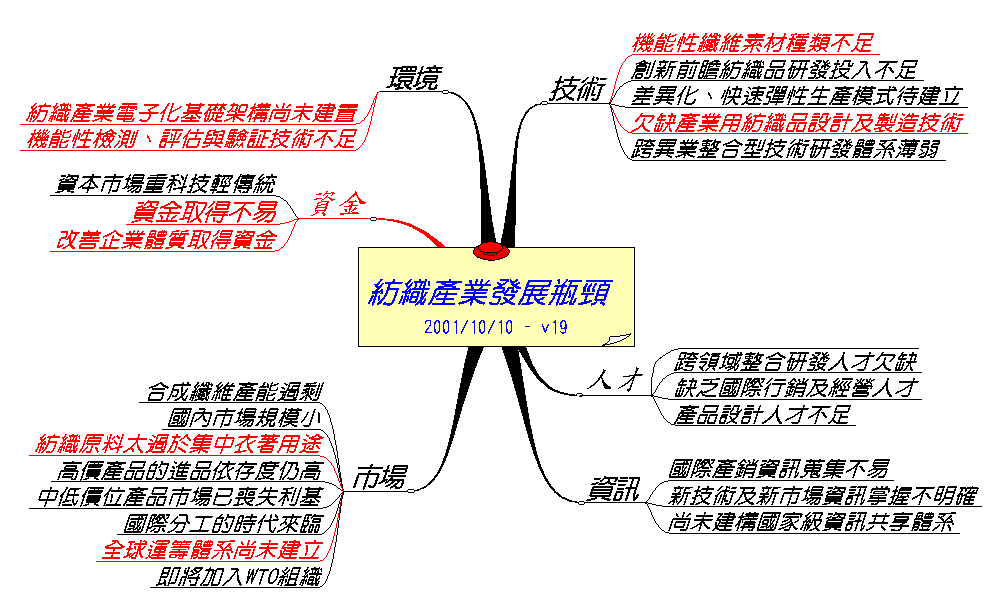 紡織產業發展瓶頸
2001/10/10 - v19
環境
紡織產業電子化基礎架構尚未建置
機能性檢測、評估與驗証技術不足
資金
資本市場重科技輕傳統
資金取得不易
改善企業體質取得資金
市場
合成纖維產能過剩
國內市場規模小
紡織原料太過於集中衣著用途
高價產品的進品依存度仍高
中低價位產品市場已喪失利基
國際分工的時代來臨
全球運籌體系尚未建立
即將加入WTO組織
技術
機能性纖維素材種類不足
創新前瞻紡織品研發投入不足
差異化、快速彈性生產模式待建立
欠缺產業用紡織品設計及製造技術
跨異業整合型技術研發體系薄弱
人才
跨領域整合研發人才欠缺
缺乏國際行銷及經營人才
產品設計人才不足
資訊
國際產銷資訊蒐集不易
新技術及新市場資訊掌握不明確
尚未建構國家級資訊共享體系